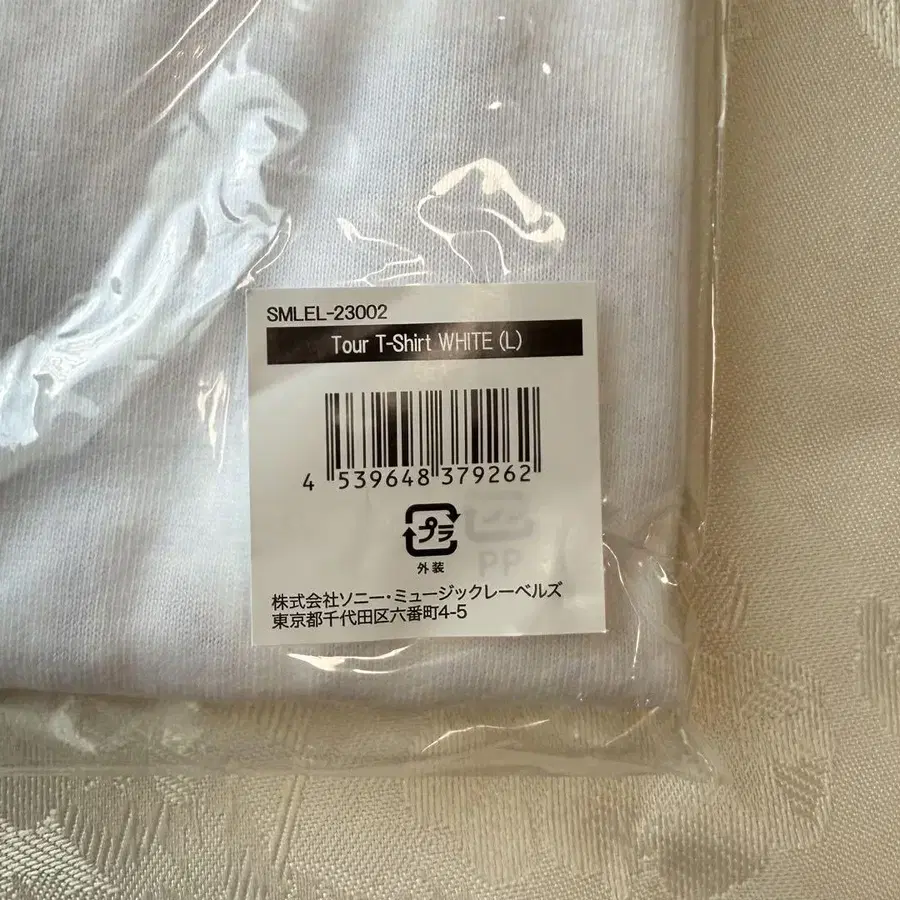 SMLEL-23002
Tour T-Shirt WHITE (L)
4 539648 379262
プラ
PP
外装
株式会社ソニー・ミュージックレーベルズ
東京都千代田区六番町4-5